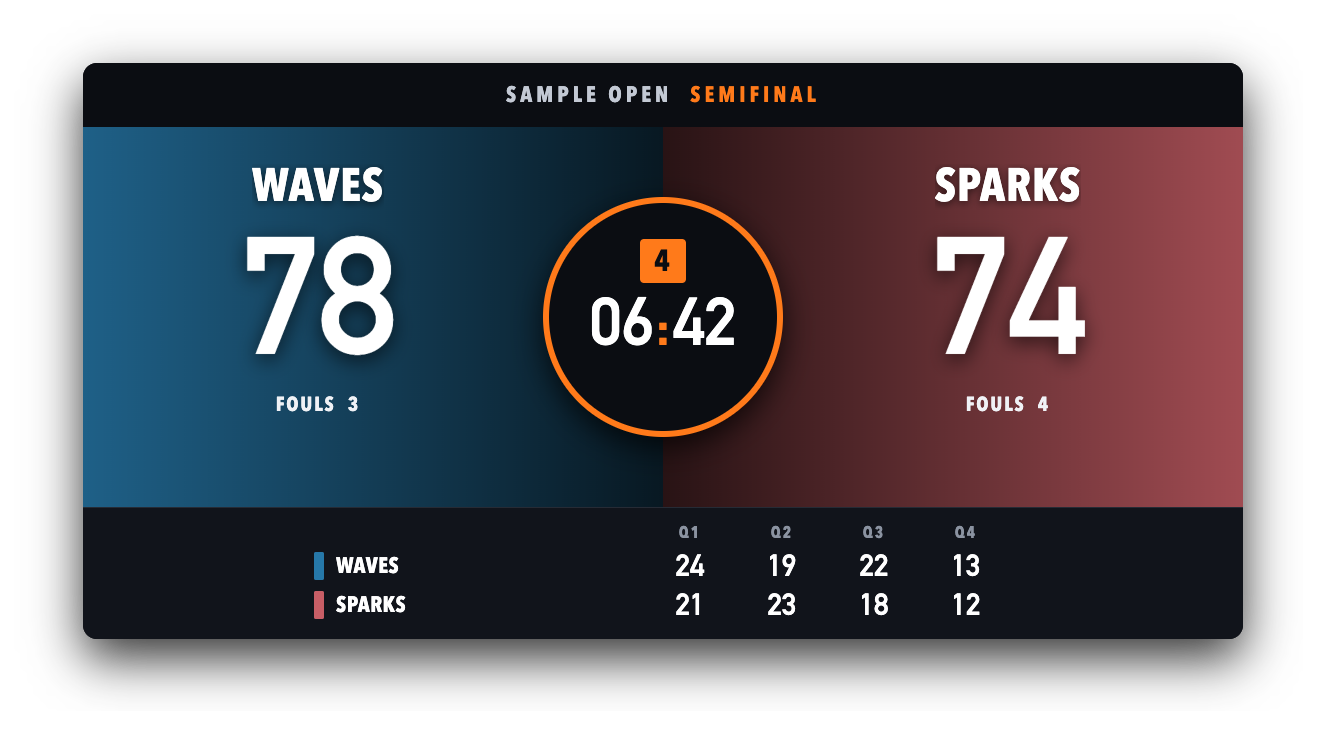 SAMPLE OPEN SEMIFINAL
WAVES
78
FOULS 3
4
06:42
SPARKS
74
FOULS 4
Q1 Q2 Q3 Q4
WAVES 24 19 22 13
SPARKS 21 23 18 12